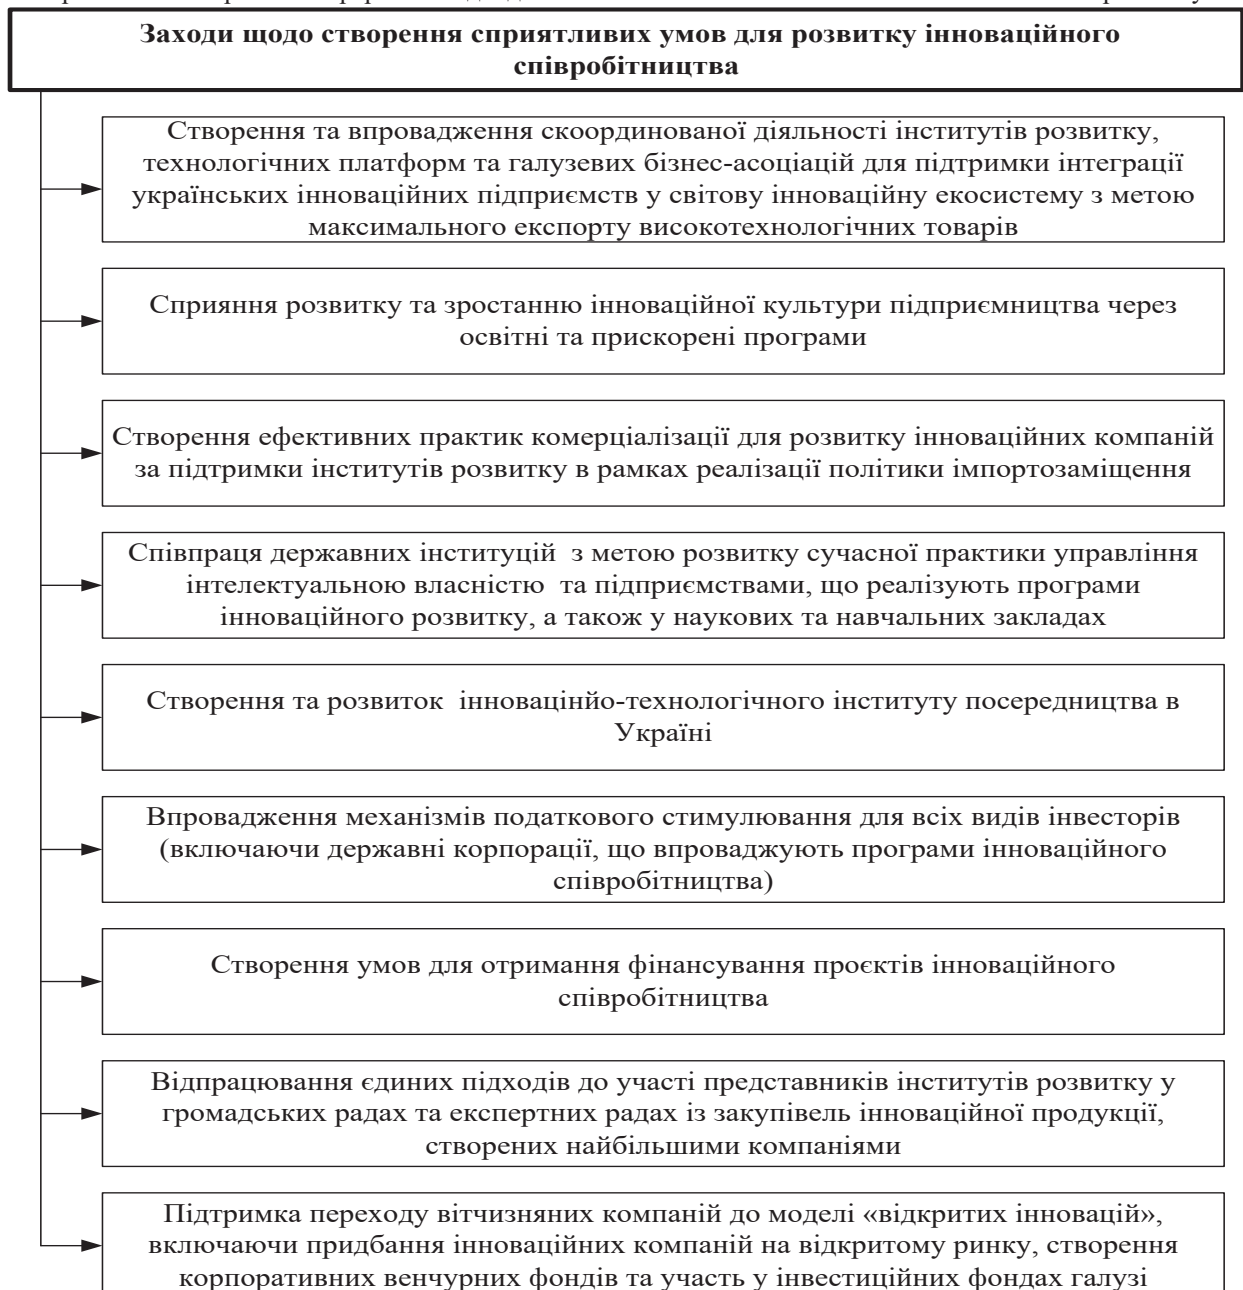 Заходи щодо створення сприятливих умов для розвитку інноваційного
співробітництва
Створення та впровадження скоординованої діяльності інститутів розвитку,
технологічних платформ та галузевих бізнес-асоціацій для підтримки інтеграції
українських інноваційних підприємств у світову інноваційну екосистему з метою
максимального експорту високотехнологічних товарів
Сприяння розвитку та зростанню інноваційної культури підприємництва через
освітні та прискорені програми
Створення ефективних практик комерціалізації для розвитку інноваційних компаній
за підтримки інститутів розвитку в рамках реалізації політики імпортозаміщення
Співпраця державних інституцій з метою розвитку сучасної практики управління
інтелектуальною власністю та підприємствами, що реалізують програми
інноваційного розвитку, а також у наукових та навчальних закладах
Створення та розвиток інновацінйо-технологічного інституту посередництва в
Україні
Впровадження механізмів податкового стимулювання для всіх видів інвесторів
(включаючи державні корпорації, що впроваджують програми інноваційного
співробітництва)
Створення умов для отримання фінансування проєктів інноваційного
співробітництва
Відпрацювання єдиних підходів до участі представників інститутів розвитку у
громадських радах та експертних радах із закупівель інноваційної продукції,
створених найбільшими компаніями
Підтримка переходу вітчизняних компаній до моделі «відкритих інновацій»,
включаючи придбання інноваційних компаній на відкритому ринку, створення
корпоративних венчурних фондів та участь у інвестиційних фондах галузі